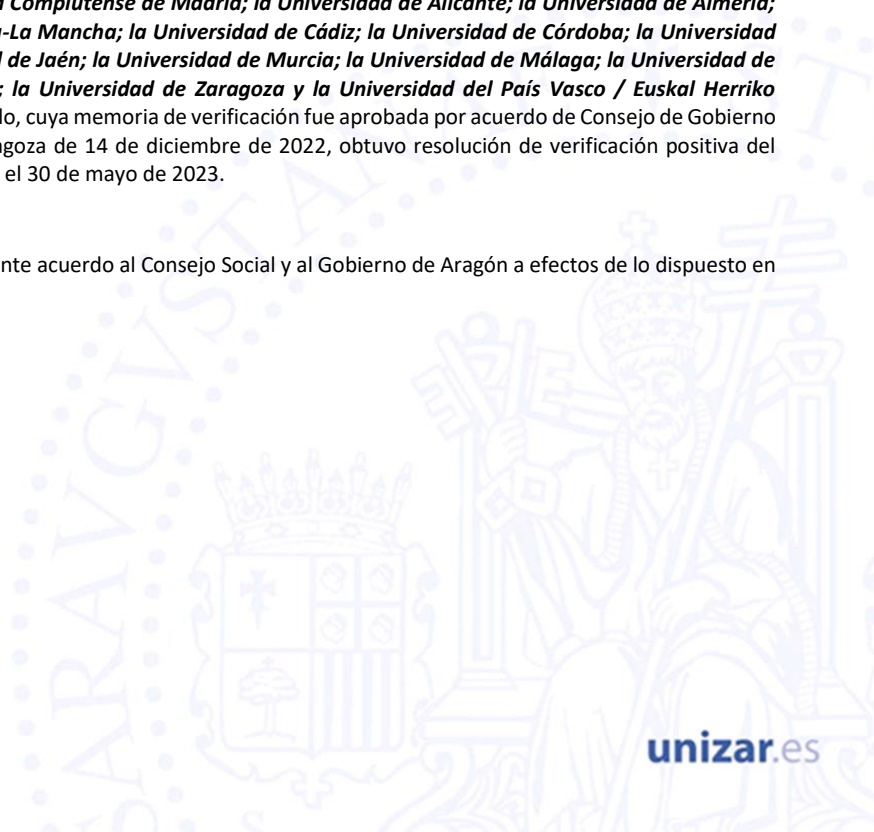 Complutense de Madrid; la Universidad de Alicante; la Universidad de Almería;
-La Mancha; la Universidad de Cádiz; la Universidad de Córdoba; la Universidad
de Jaén; la Universidad de Murcia; la Universidad de Málaga; la Universidad de
; la Universidad de Zaragoza y la Universidad del País Vasco / Euskal Herriko
cuya memoria de verificación fue aprobada por acuerdo de Consejo de Gobierno
de 14 de diciembre de 2022, obtuvo resolución de verificación positiva del
el 30 de mayo de 2023.
acuerdo al Consejo Social y al Gobierno de Aragón a efectos de lo dispuesto en
unizar.es